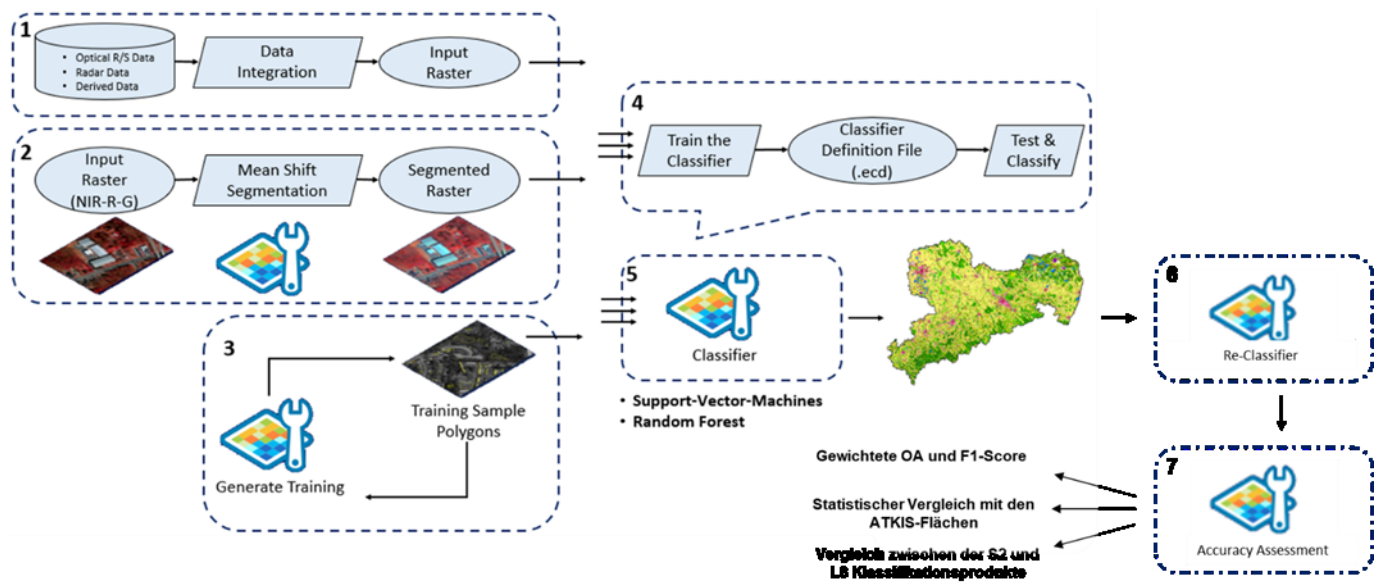 1
• Optical R/S Data
• Radar Data
• Derived Data
Data
Integration
Input
Raster
2
Input
Raster
(NIR-R-G)
Mean Shift
Segmentation
Segmented
Raster
3
Training Sample
Polygons
Generate Training
4
Train the
Classifier
Classifier
Definition File
(.ecd)
Test &
Classify
5
Classifier
• Support-Vector-Machines
• Random Forest
6
Re-Classifier
7
Accuracy Assessment
Gewichtete OA und F1-Score
Statistischer Vergleich mit den
ATKIS-Flächen
Vergleich zwischen der S2 und
L8 Klassifikationsprodukte